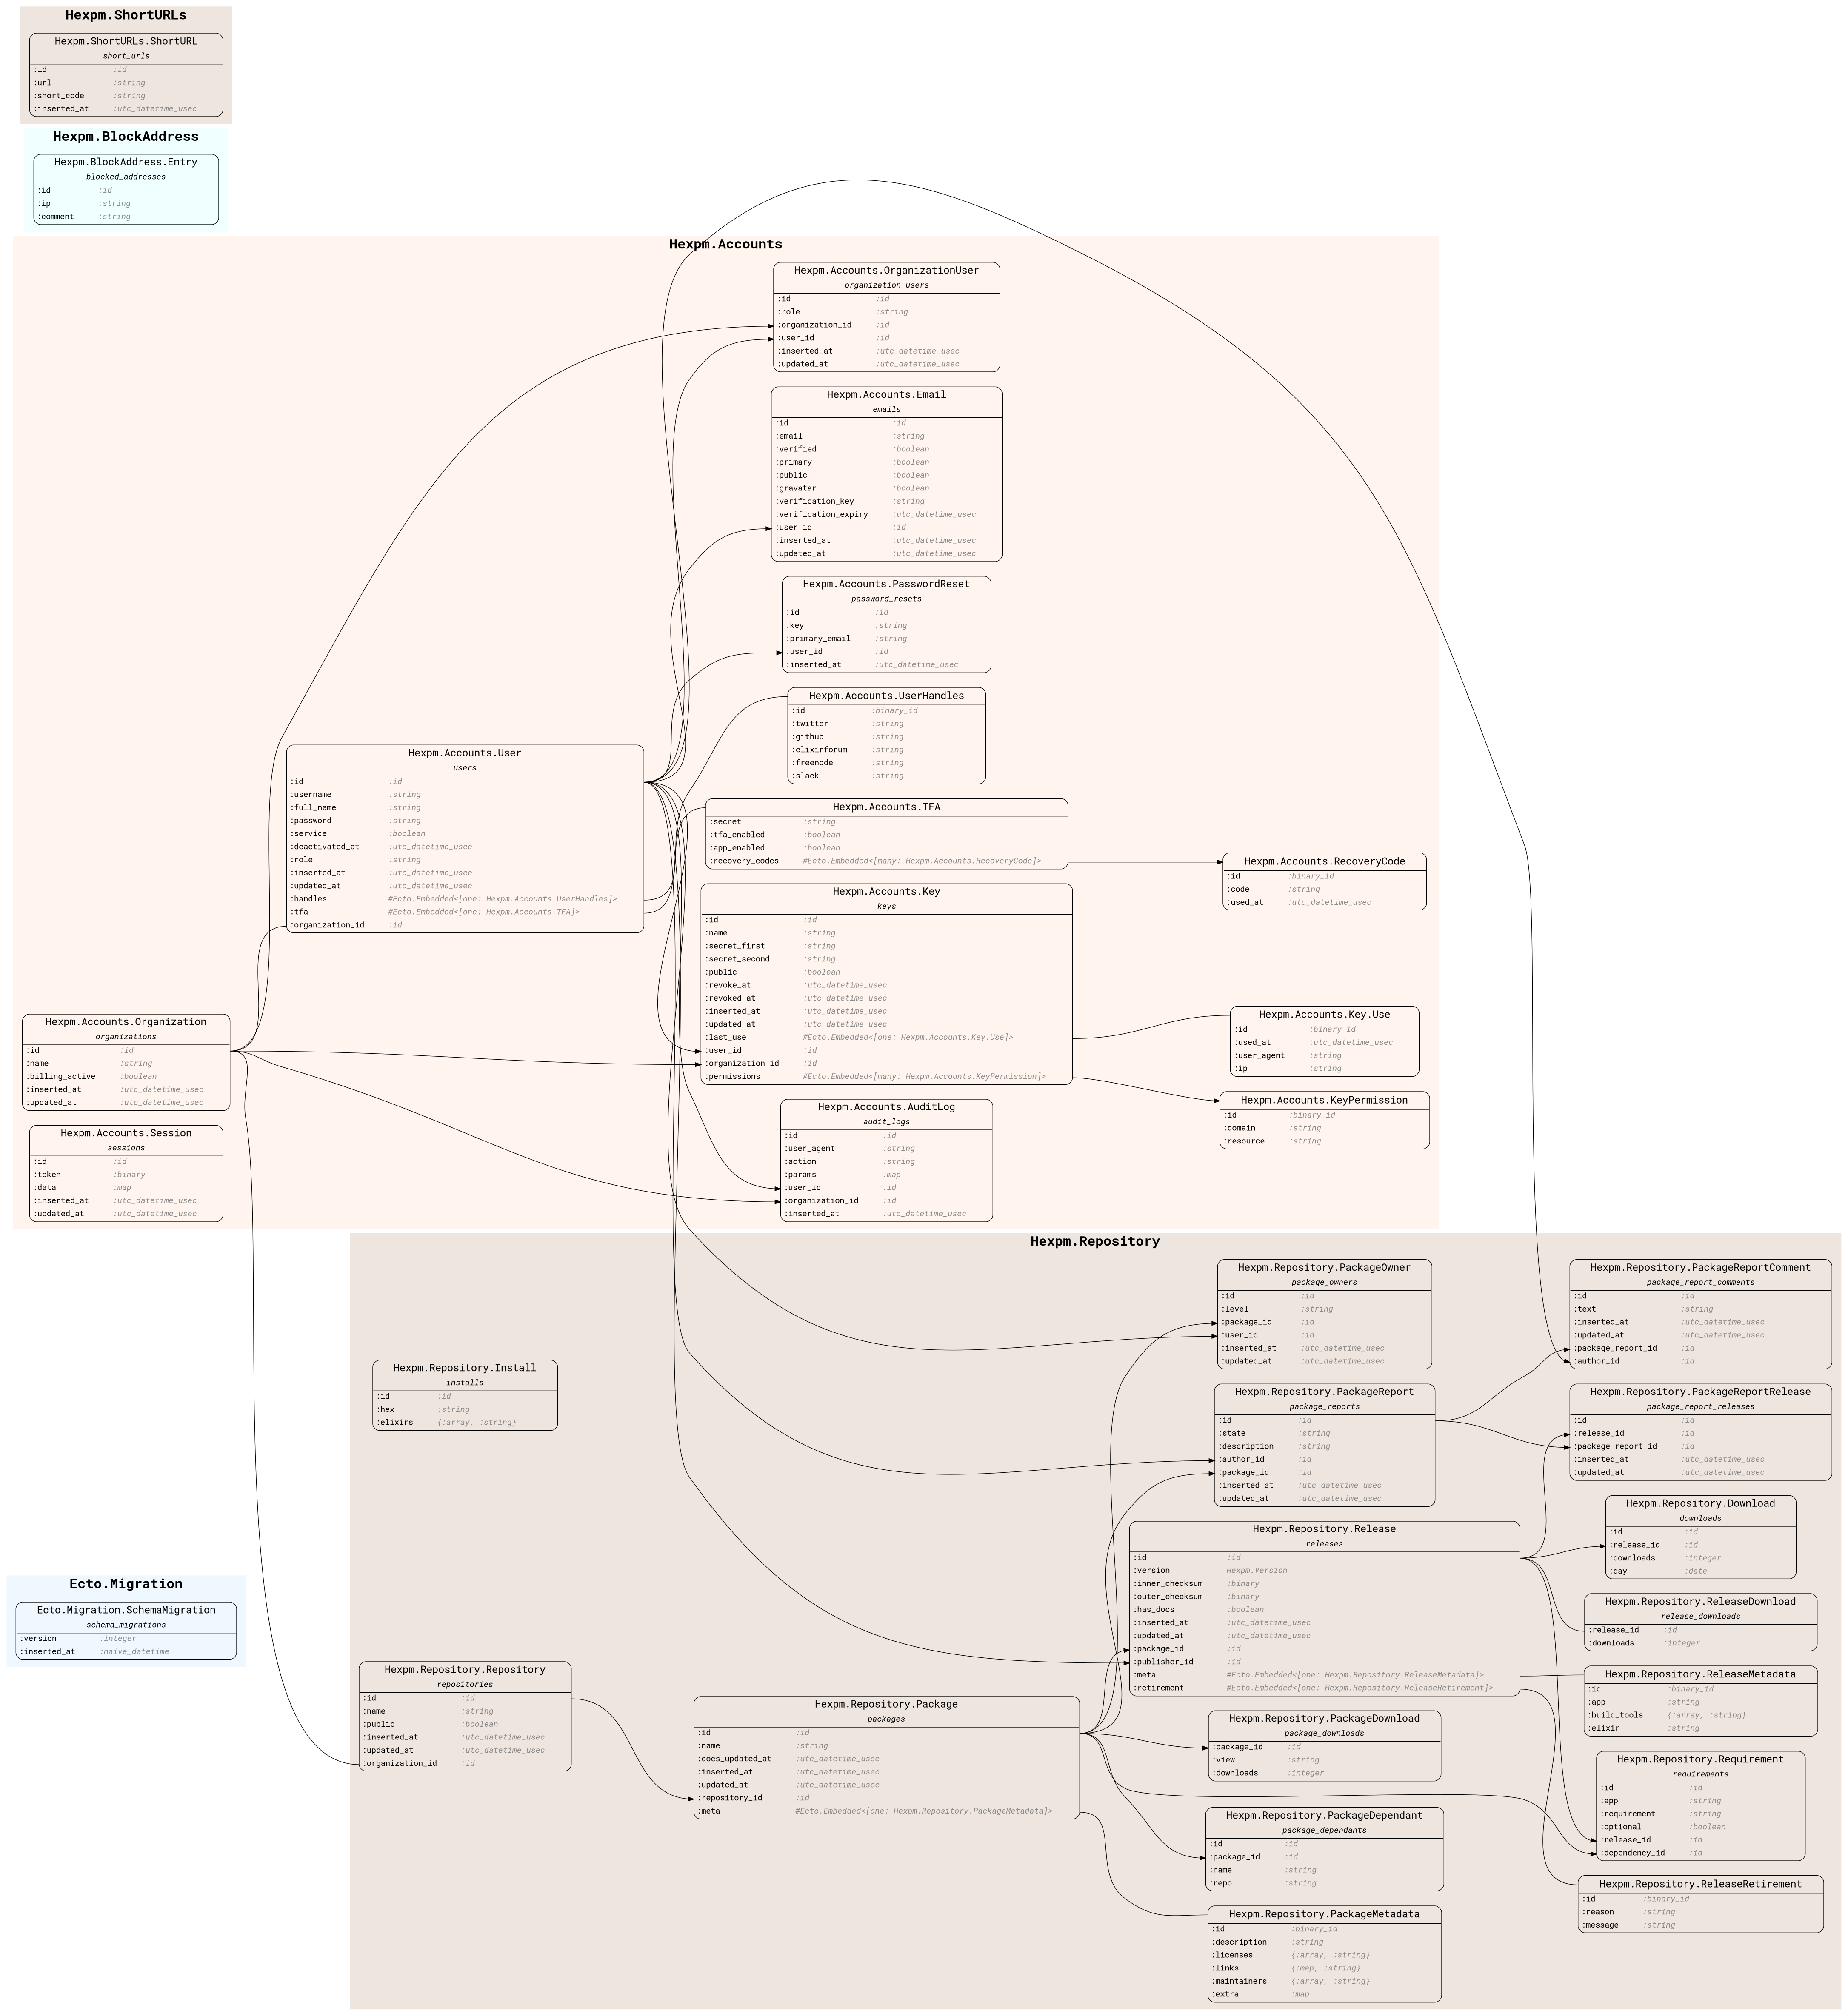 Hexpm.ShortURLs
Hexpm.ShortURLs.ShortURL
short_urls
:id :id
:url :string
:short_code :string
:inserted_at :utc_datetime_usec
Hexpm.BlockAddress
Hexpm.BlockAddress.Entry
blocked_addresses
:id :id
:ip :string
:comment :string
Hexpm.Accounts
Hexpm.Accounts.OrganizationUser
organization_users
:id :id
:role :string
:organization_id :id
:user_id :id
:inserted_at :utc_datetime_usec
:updated_at :utc_datetime_usec
Hexpm.Accounts.Email
emails
:id :id
:email :string
:verified :boolean
:primary :boolean
:public :boolean
:gravatar :boolean
:verification_key :string
:verification_expiry :utc_datetime_usec
:user_id :id
:inserted_at :utc_datetime_usec
:updated_at :utc_datetime_usec
Hexpm.Accounts.PasswordReset
password_resets
:id :id
:key :string
:primary_email :string
:user_id :id
:inserted_at :utc_datetime_usec
Hexpm.Accounts.UserHandles
:id :binary_id
:twitter :string
:github :string
:elixirforum :string
:freenode :string
:slack :string
Hexpm.Accounts.User
users
:id :id
:username :string
:full_name :string
:password :string
:service :boolean
:deactivated_at :utc_datetime_usec
:role :string
:inserted_at :utc_datetime_usec
:updated_at :utc_datetime_usec
:handles #Ecto.Embedded<[one: Hexpm.Accounts.UserHandles]>
:tfa #Ecto.Embedded<[one: Hexpm.Accounts.TFA]>
:organization_id :id
Hexpm.Accounts.TFA
:secret :string
:tfa_enabled :boolean
:app_enabled :boolean
:recovery_codes #Ecto.Embedded<[many: Hexpm.Accounts.RecoveryCode]>
Hexpm.Accounts.RecoveryCode
:id :binary_id
:code :string
:used_at :utc_datetime_usec
Hexpm.Accounts.Key
keys
:id :id
:name :string
:secret_first :string
:secret_second :string
:public :boolean
:revoke_at :utc_datetime_usec
:revoked_at :utc_datetime_usec
:inserted_at :utc_datetime_usec
:updated_at :utc_datetime_usec
:last_use #Ecto.Embedded<[one: Hexpm.Accounts.Key.Use]>
:user_id :id
:organization_id :id
:permissions #Ecto.Embedded<[many: Hexpm.Accounts.KeyPermission]>
Hexpm.Accounts.Key.Use
:id :binary_id
:used_at :utc_datetime_usec
:user_agent :string
:ip :string
Hexpm.Accounts.KeyPermission
:id :binary_id
:domain :string
:resource :string
Hexpm.Accounts.Organization
organizations
:id :id
:name :string
:billing_active :boolean
:inserted_at :utc_datetime_usec
:updated_at :utc_datetime_usec
Hexpm.Accounts.Session
sessions
:id :id
:token :binary
:data :map
:inserted_at :utc_datetime_usec
:updated_at :utc_datetime_usec
Hexpm.Accounts.AuditLog
audit_logs
:id :id
:user_agent :string
:action :string
:params :map
:user_id :id
:organization_id :id
:inserted_at :utc_datetime_usec
Hexpm.Repository
Hexpm.Repository.PackageOwner
package_owners
:id :id
:level :string
:package_id :id
:user_id :id
:inserted_at :utc_datetime_usec
:updated_at :utc_datetime_usec
Hexpm.Repository.PackageReportComment
package_report_comments
:id :id
:text :string
:inserted_at :utc_datetime_usec
:updated_at :utc_datetime_usec
:package_report_id :id
:author_id :id
Hexpm.Repository.Install
installs
:id :id
:hex :string
:elixirs {:array, :string}
Hexpm.Repository.PackageReport
package_reports
:id :id
:state :string
:description :string
:author_id :id
:package_id :id
:inserted_at :utc_datetime_usec
:updated_at :utc_datetime_usec
Hexpm.Repository.PackageReportRelease
package_report_releases
:id :id
:release_id :id
:package_report_id :id
:inserted_at :utc_datetime_usec
:updated_at :utc_datetime_usec
Hexpm.Repository.Download
downloads
:id :id
:release_id :id
:downloads :integer
:day :date
Hexpm.Repository.Release
releases
:id :id
:version Hexpm.Version
:inner_checksum :binary
:outer_checksum :binary
:has_docs :boolean
:inserted_at :utc_datetime_usec
:updated_at :utc_datetime_usec
:package_id :id
:publisher_id :id
:meta #Ecto.Embedded<[one: Hexpm.Repository.ReleaseMetadata]>
:retirement #Ecto.Embedded<[one: Hexpm.Repository.ReleaseRetirement]>
Hexpm.Repository.ReleaseDownload
release_downloads
:release_id :id
:downloads :integer
Hexpm.Repository.ReleaseMetadata
:id :binary_id
:app :string
:build_tools {:array, :string}
:elixir :string
Ecto.Migration
Ecto.Migration.SchemaMigration
schema_migrations
:version :integer
:inserted_at :naive_datetime
Hexpm.Repository.Repository
repositories
:id :id
:name :string
:public :boolean
:inserted_at :utc_datetime_usec
:updated_at :utc_datetime_usec
:organization_id :id
Hexpm.Repository.Package
packages
:id :id
:name :string
:docs_updated_at :utc_datetime_usec
:inserted_at :utc_datetime_usec
:updated_at :utc_datetime_usec
:repository_id :id
:meta #Ecto.Embedded<[one: Hexpm.Repository.PackageMetadata]>
Hexpm.Repository.PackageDownload
package_downloads
:package_id :id
:view :string
:downloads :integer
Hexpm.Repository.Requirement
requirements
:id :id
:app :string
:requirement :string
:optional :boolean
:release_id :id
:dependency_id :id
Hexpm.Repository.PackageDependant
package_dependants
:id :id
:package_id :id
:name :string
:repo :string
Hexpm.Repository.ReleaseRetirement
:id :binary_id
:reason :string
:message :string
Hexpm.Repository.PackageMetadata
:id :binary_id
:description :string
:licenses {:array, :string}
:links {:map, :string}
:maintainers {:array, :string}
:extra :map